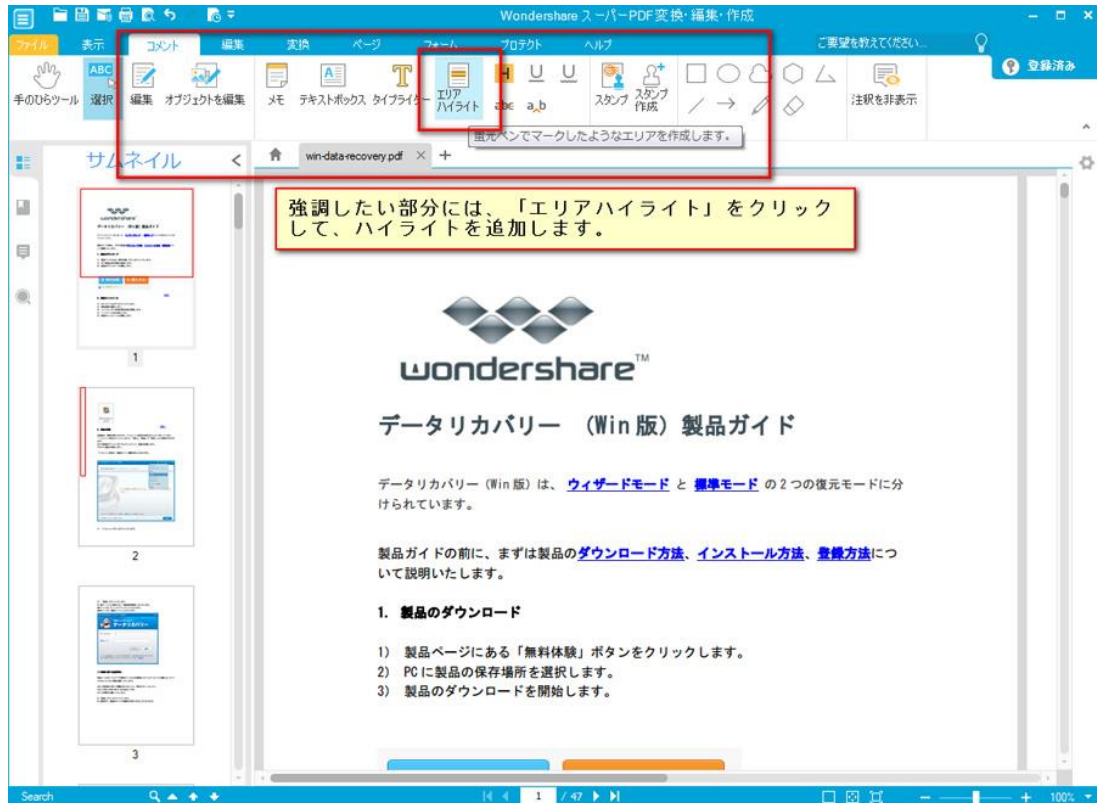 Wondershare スーパーPDF変換・編集・作成
ファイル 表示 コメント 編集 変換 ページ フォーム プロテクト ヘルプ ご要望を教えてください...
登録済み
手のひらツール
ABC
選択
編集
オブジェクトを編集
メモ
テキストボックス
タイプライター
エリア
ハイライト
H U U
abc a_b
スタンプ
スタンプ
作成
注釈を非表示
蛍光ペンでマークしたようなエリアを作成します。
サムネイル
win-data-recovery.pdf
強調したい部分には、「エリアハイライト」をクリック
して、ハイライトを追加します。
wondershare™
データリカバリー (Win版) 製品ガイド
データリカバリー (Win版) は、 ウィザードモード と 標準モード の2つの復元モードに分
けられています。
製品ガイドの前に、まずは製品のダウンロード方法、インストール方法、登録方法につ
いて説明いたします。
1. 製品のダウンロード
1) 製品ページにある「無料体験」ボタンをクリックします。
2) PCに製品の保存場所を選択します。
3) 製品のダウンロードを開始します。
1
2
3
Search
1 / 47
100%